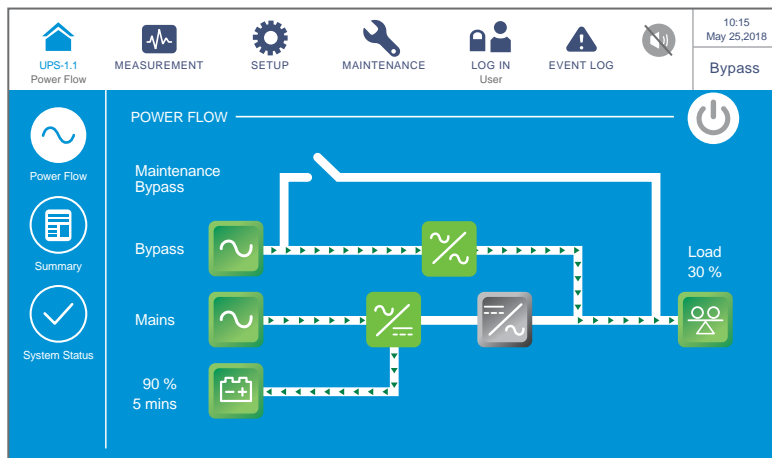 UPS-1.1
Power Flow
MEASUREMENT
SETUP
MAINTENANCE
LOG IN
User
EVENT LOG
10:15
May 25,2018
Bypass
Power Flow
Summary
System Status
POWER FLOW
Maintenance
Bypass
Bypass
Load
30 %
Mains
90 %
5 mins